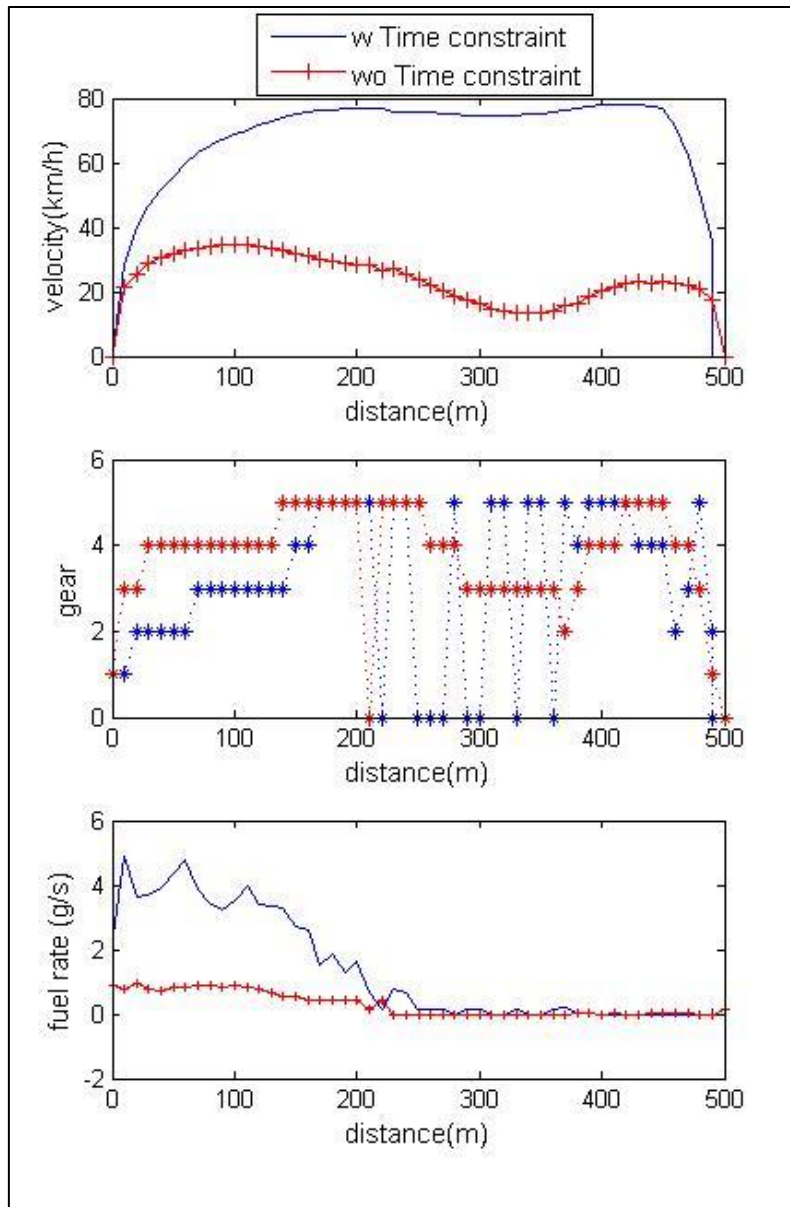 w Time constraint
wo Time constraint
80
60
40
20
0
velocity(km/h)
0 100 200 300 400 500
distance(m)
6
4
2
0
gear
0 100 200 300 400 500
distance(m)
6
4
2
0
-2
fuel rate (g/s)
0 100 200 300 400 500
distance(m)